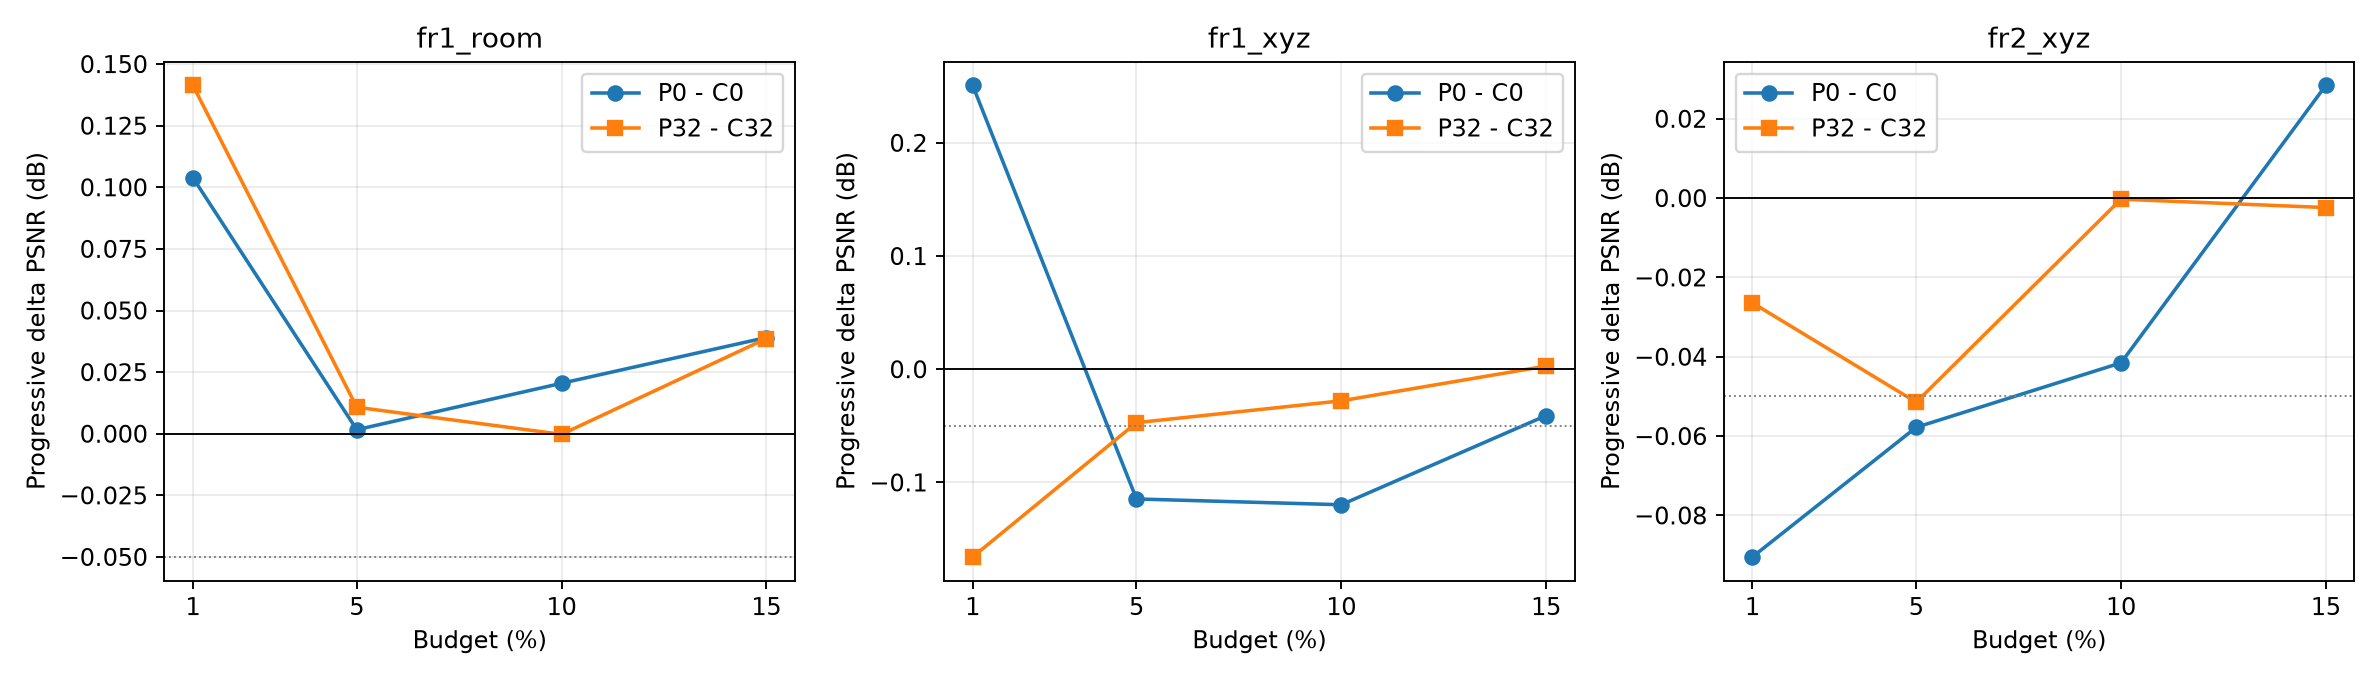 fr1_room
Progressive delta PSNR (dB)
0.150
0.125
0.100
0.075
0.050
0.025
0.000
−0.025
−0.050
P0 - C0
P32 - C32
1 5 10 15
Budget (%)
fr1_xyz
Progressive delta PSNR (dB)
0.2
0.1
0.0
−0.1
P0 - C0
P32 - C32
1 5 10 15
Budget (%)
fr2_xyz
Progressive delta PSNR (dB)
0.02
0.00
−0.02
−0.04
−0.06
−0.08
P0 - C0
P32 - C32
1 5 10 15
Budget (%)